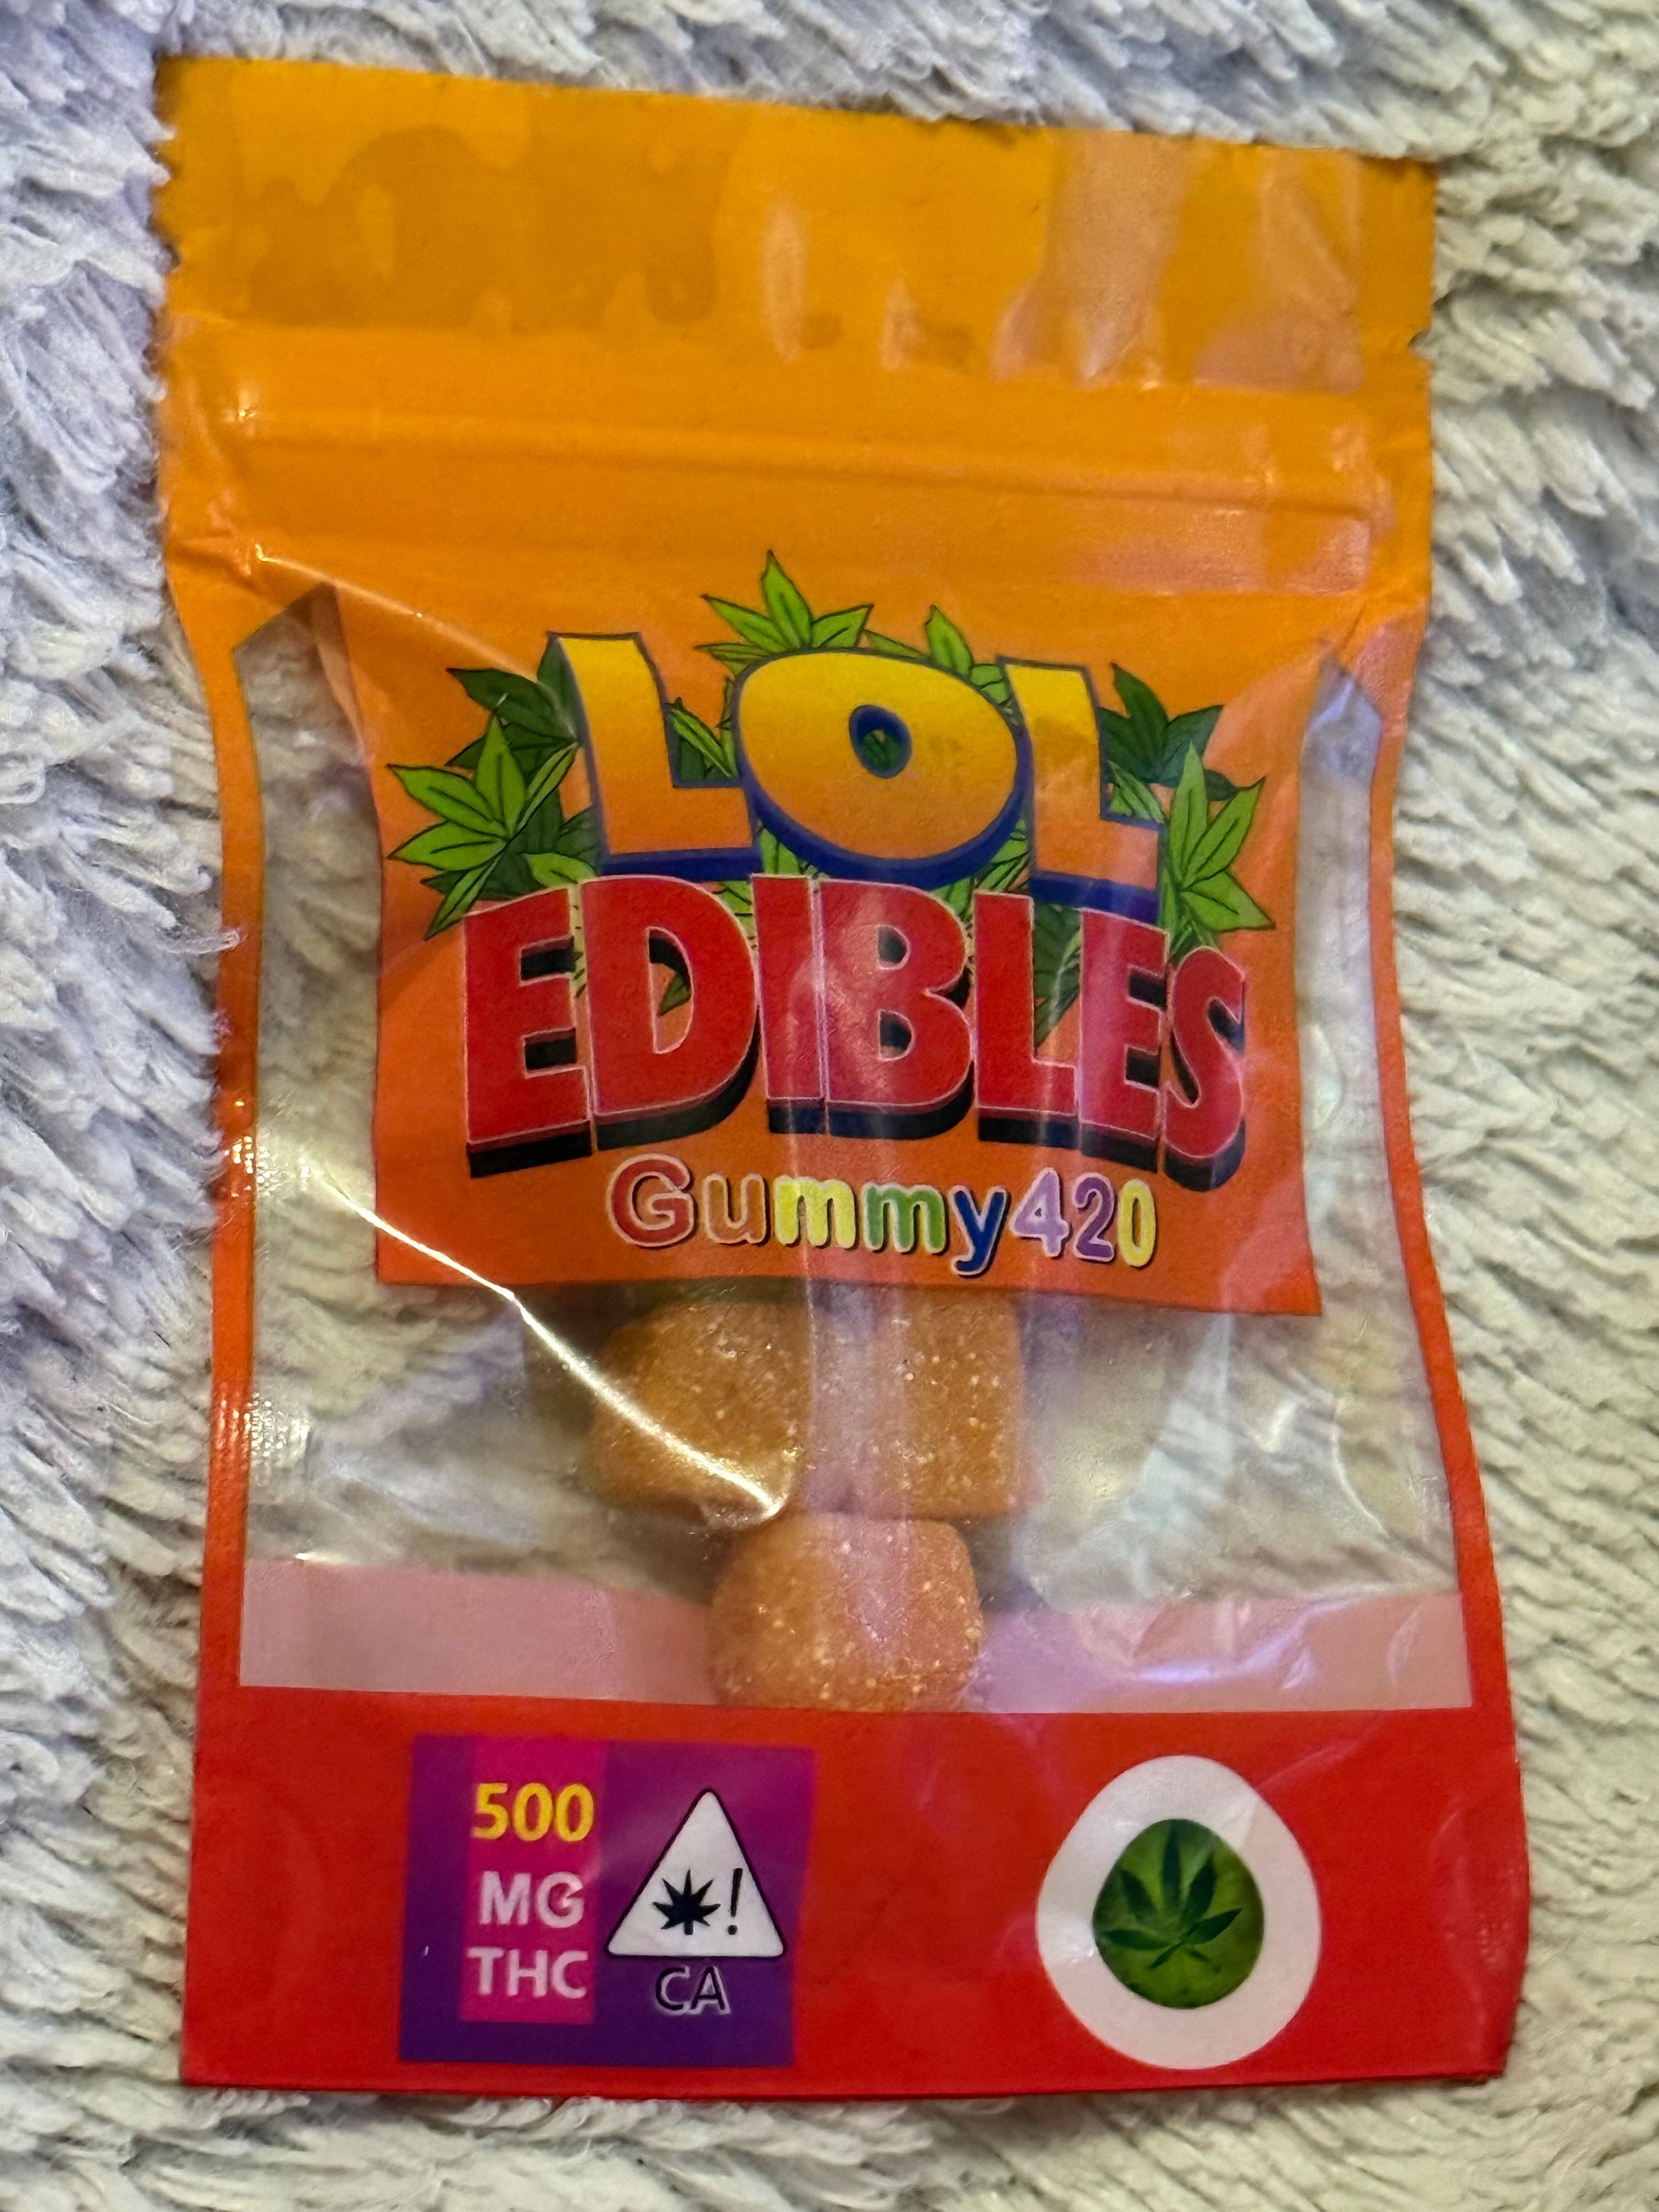 LOL
EDIBLES
Gummy420
500
MG
THC
!
CA